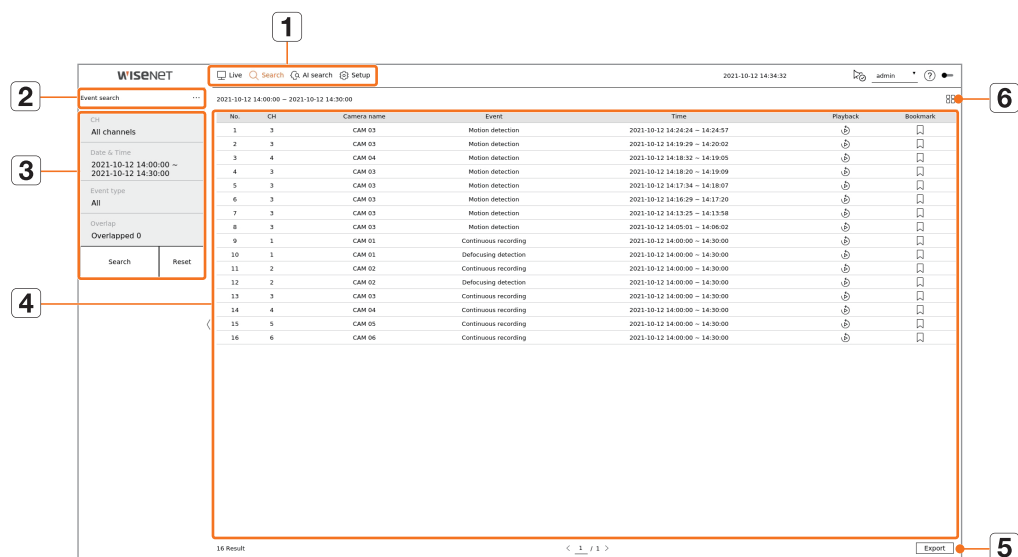 1
WISENET
Live Search AI search Setup
2021-10-12 14:34:32
admin ?
2
Event search ...
2021-10-12 14:00:00 ~ 2021-10-12 14:30:00
6
3
CH
All channels
Date & Time
2021-10-12 14:00:00 ~
2021-10-12 14:30:00
Event type
All
Overlap
Overlapped 0
Search Reset
4
No. CH Camera name Event Time Playback Bookmark
1 3 CAM 03 Motion detection 2021-10-12 14:24:24 ~ 14:24:57
2 3 CAM 03 Motion detection 2021-10-12 14:19:29 ~ 14:20:02
3 4 CAM 04 Motion detection 2021-10-12 14:18:32 ~ 14:19:05
4 3 CAM 03 Motion detection 2021-10-12 14:18:20 ~ 14:19:09
5 3 CAM 03 Motion detection 2021-10-12 14:17:34 ~ 14:18:07
6 3 CAM 03 Motion detection 2021-10-12 14:16:29 ~ 14:17:20
7 3 CAM 03 Motion detection 2021-10-12 14:13:25 ~ 14:13:58
8 3 CAM 03 Motion detection 2021-10-12 14:05:01 ~ 14:06:02
9 1 CAM 01 Continuous recording 2021-10-12 14:00:00 ~ 14:30:00
10 1 CAM 01 Defocusing detection 2021-10-12 14:00:00 ~ 14:30:00
11 2 CAM 02 Continuous recording 2021-10-12 14:00:00 ~ 14:30:00
12 2 CAM 02 Defocusing detection 2021-10-12 14:00:00 ~ 14:30:00
13 3 CAM 03 Continuous recording 2021-10-12 14:00:00 ~ 14:30:00
14 4 CAM 04 Continuous recording 2021-10-12 14:00:00 ~ 14:30:00
15 5 CAM 05 Continuous recording 2021-10-12 14:00:00 ~ 14:30:00
16 6 CAM 06 Continuous recording 2021-10-12 14:00:00 ~ 14:30:00
16 Result
< 1 / 1 >
Export
5